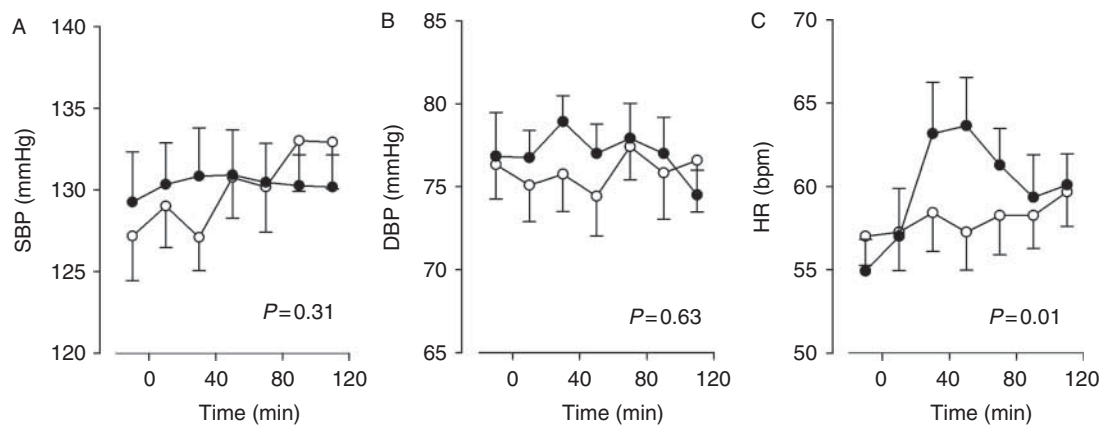 A
140
135
130
125
120
SBP (mmHg)
P=0.31
0 40 80 120
Time (min)
B
85
80
75
70
65
DBP (mmHg)
P=0.63
0 40 80 120
Time (min)
C
70
65
60
55
50
HR (bpm)
P=0.01
0 40 80 120
Time (min)